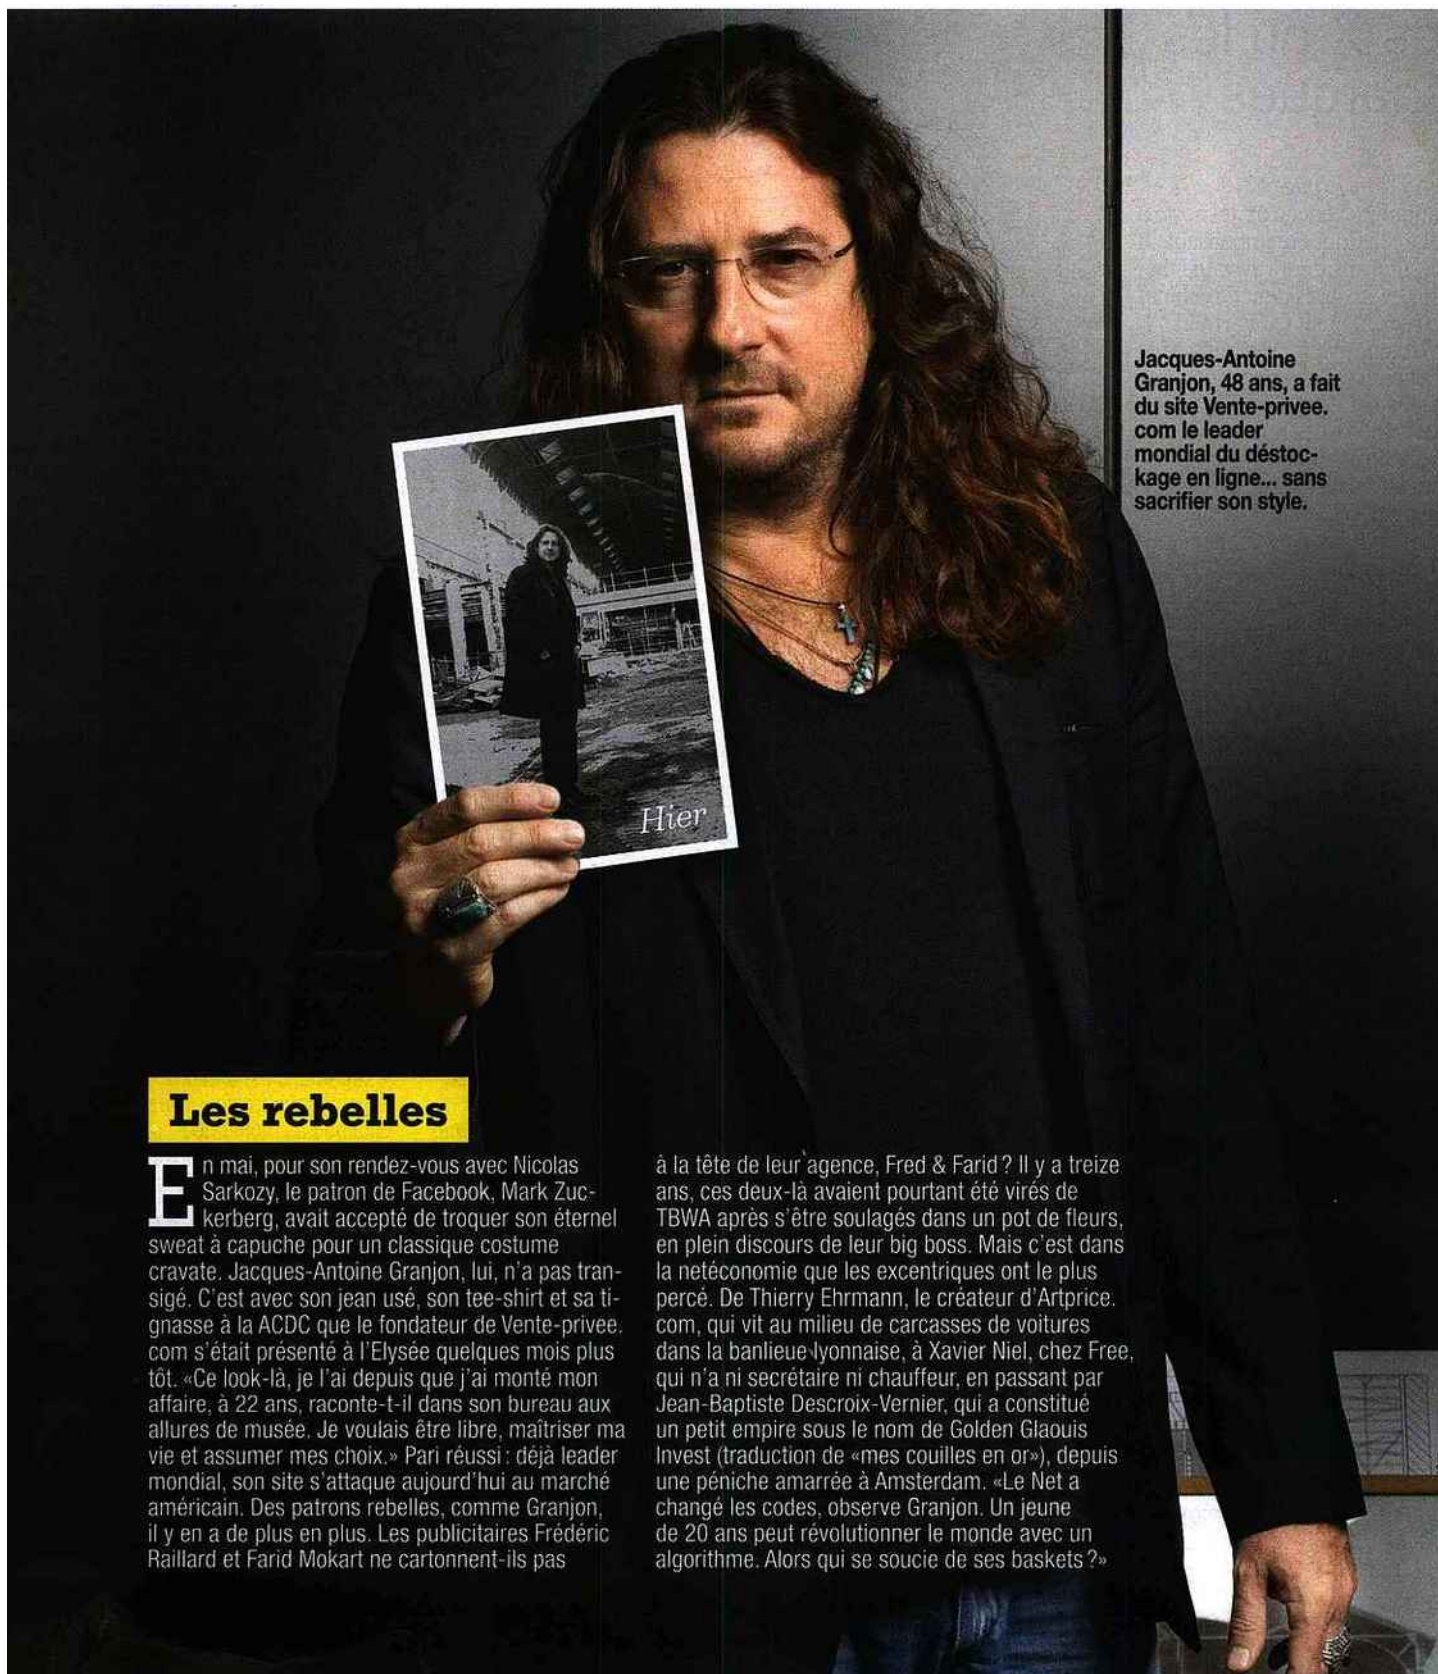 Jacques-Antoine
Granjon, 48 ans, a fait
du site Vente-privee.
com le leader
mondial du déstoc-
kage en ligne... sans
sacrifier son style.
Hier
Les rebelles
En mai, pour son rendez-vous avec Nicolas
Sarkozy, le patron de Facebook, Mark Zuc-
kerberg, avait accepté de troquer son éternel
sweat à capuche pour un classique costume
cravate. Jacques-Antoine Granjon, lui, n'a pas tran-
sigé. C'est avec son jean usé, son tee-shirt et sa ti-
gnasse à la ACDC que le fondateur de Vente-privee.
com s'était présenté à l'Elysée quelques mois plus
tôt. «Ce look-là, je l'ai depuis que j'ai monté mon
affaire, à 22 ans, raconte-t-il dans son bureau aux
allures de musée. Je voulais être libre, maîtriser ma
vie et assumer mes choix.» Pari réussi : déjà leader
mondial, son site s'attaque aujourd'hui au marché
américain. Des patrons rebelles, comme Granjon,
il y en a de plus en plus. Les publicitaires Frédéric
Raillard et Farid Mokart ne cartonnent-ils pas
à la tête de leur agence, Fred & Farid ? Il y a treize
ans, ces deux-là avaient pourtant été virés de
TBWA après s'être soulagés dans un pot de fleurs,
en plein discours de leur big boss. Mais c'est dans
la netéconomie que les excentriques ont le plus
percé. De Thierry Ehrmann, le créateur d'Artprice.
com, qui vit au milieu de carcasses de voitures
dans la banlieue lyonnaise, à Xavier Niel, chez Free,
qui n'a ni secrétaire ni chauffeur, en passant par
Jean-Baptiste Descroix-Vernier, qui a constitué
un petit empire sous le nom de Golden Glaouis
Invest (traduction de «mes couilles en or»), depuis
une péniche amarrée à Amsterdam. «Le Net a
changé les codes, observe Granjon. Un jeune
de 20 ans peut révolutionner le monde avec un
algorithme. Alors qui se soucie de ses baskets ?»